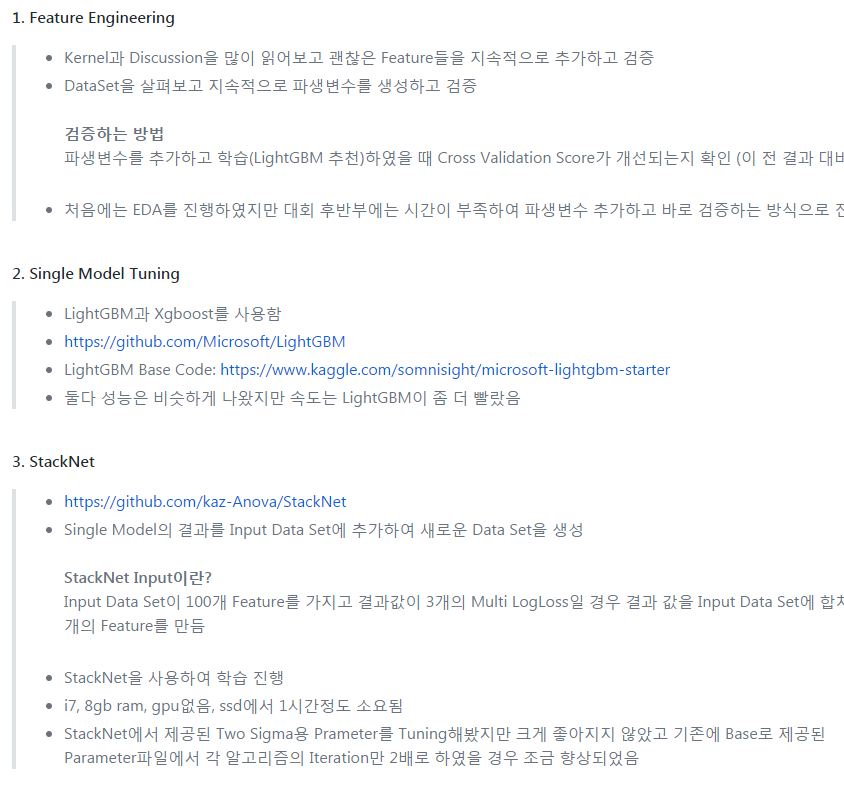 1. Feature Engineering
Kernel과 Discussion을 많이 읽어보고 괜찮은 Feature들을 지속적으로 추가하고 검증
DataSet을 살펴보고 지속적으로 파생변수를 생성하고 검증
검증하는 방법
파생변수를 추가하고 학습(LightGBM 추천)하였을 때 Cross Validation Score가 개선되는지 확인 (이 전 결과
처음에는 EDA를 진행하였지만 대회 후반부에는 시간이 부족하여 파생변수 추가하고 바로 검증하는 방식으로
2. Single Model Tuning
LightGBM과 Xgboost를 사용함
https://github.com/Microsoft/LightGBM
LightGBM Base Code: https://www.kaggle.com/somnisight/microsoft-lightgbm-starter
둘다 성능은 비슷하게 나왔지만 속도는 LightGBM이 좀 더 빨랐음
3. StackNet
https://github.com/kaz-Anova/StackNet
Single Model의 결과를 Input Data Set에 추가하여 새로운 Data Set을 생성
StackNet Input이란?
Input Data Set이 100개 Feature를 가지고 결과값이 3개의 Multi LogLoss일 경우 결과 값을 Input Data Set에
개의 Feature를 만듬
StackNet을 사용하여 학습 진행
i7, 8gb ram, gpu없음, ssd에서 1시간정도 소요됨
StackNet에서 제공된 Two Sigma용 Prameter를 Tuning해봤지만 크게 좋아지지 않았고 기존에 Base로 제공된
Parameter파일에서 각 알고리즘의 Iteration만 2배로 하였을 경우 조금 향상되었음